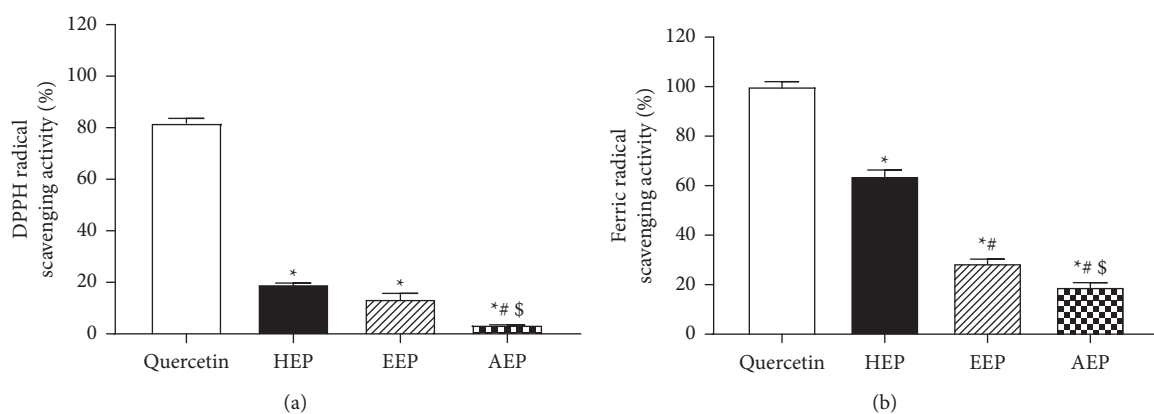 DPPH radical
scavenging activity (%)
120
100
80
60
40
20
0
*
*
*# $
Quercetin
HEP
EEP
AEP
(a)
Ferric radical
scavenging activity (%)
120
100
80
60
40
20
0
*
*#
*# $
Quercetin
HEP
EEP
AEP
(b)